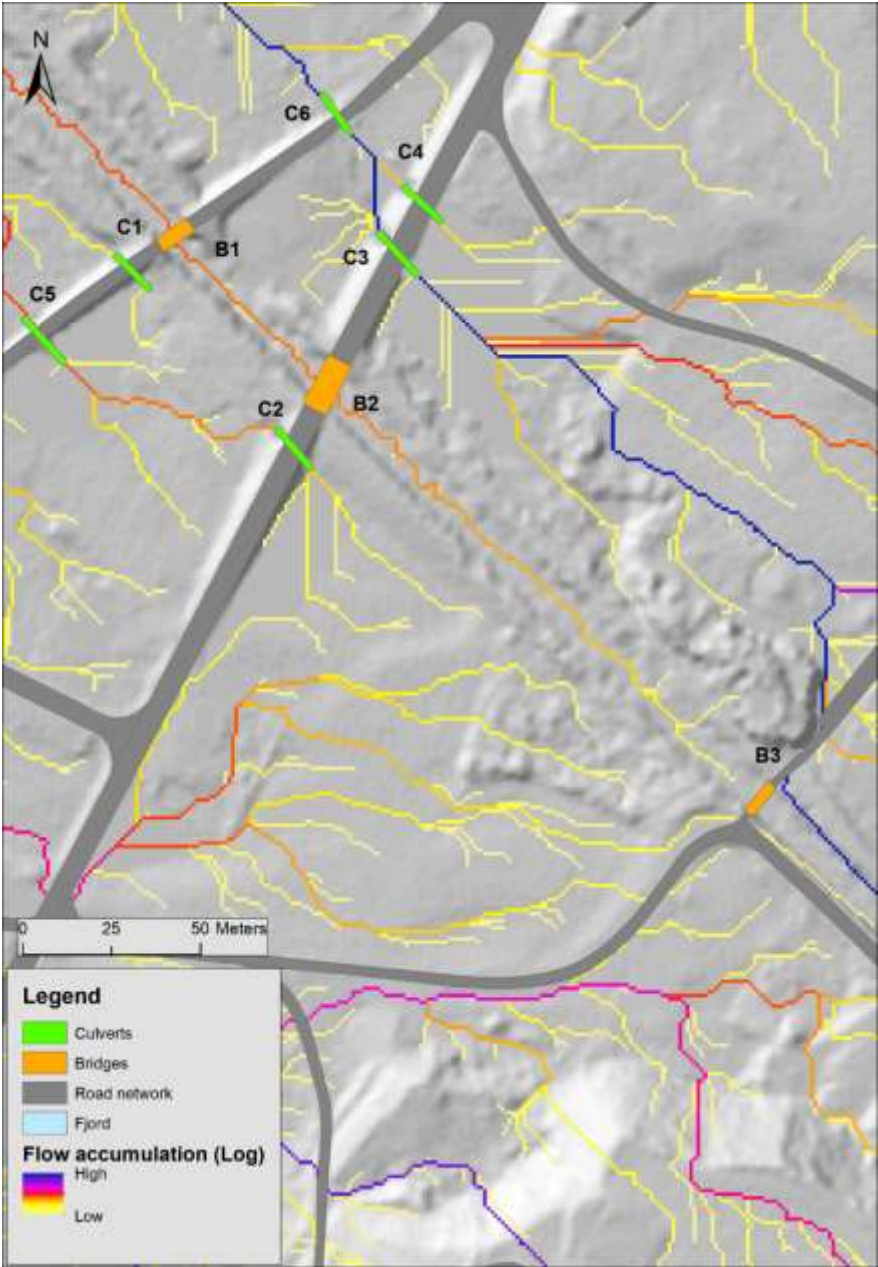 N
C6
C4
C1
B1
C3
C5
B2
C2
B3
0 25 50 Meters
Legend
Culverts
Bridges
Road network
Fjord
Flow accumulation (Log)
High
Low